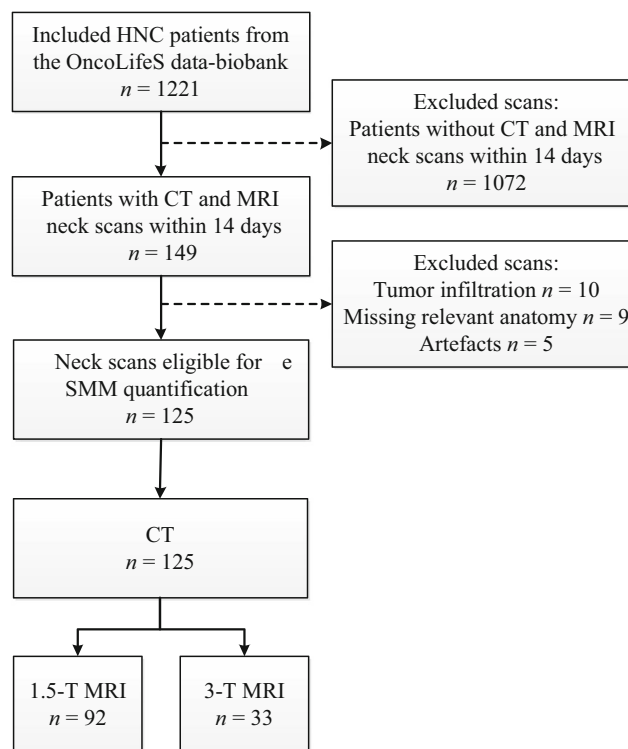 Included HNC patients from
the OncoLifeS data-biobank
n = 1221
Excluded scans:
Patients without CT and MRI
neck scans within 14 days
n = 1072
Patients with CT and MRI
neck scans within 14 days
n = 149
Excluded scans:
Tumor infiltration n = 10
Missing relevant anatomy n = 9
Artefacts n = 5
Neck scans eligible for e
SMM quantification
n = 125
CT
n = 125
1.5-T MRI
n = 92
3-T MRI
n = 33